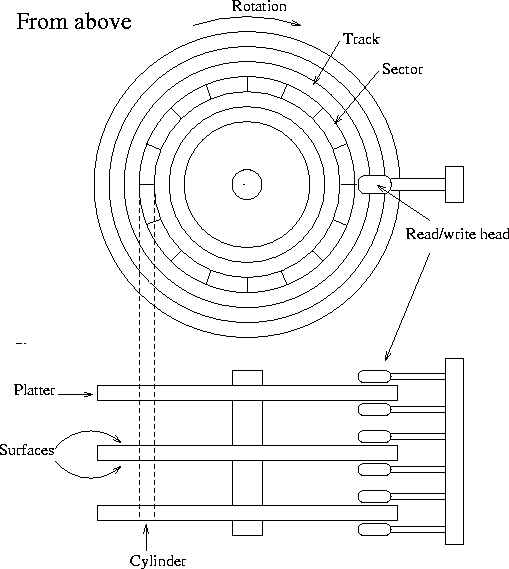 Rotation
From above
Track
Sector
Read/write head
Platter
Surfaces
Cylinder